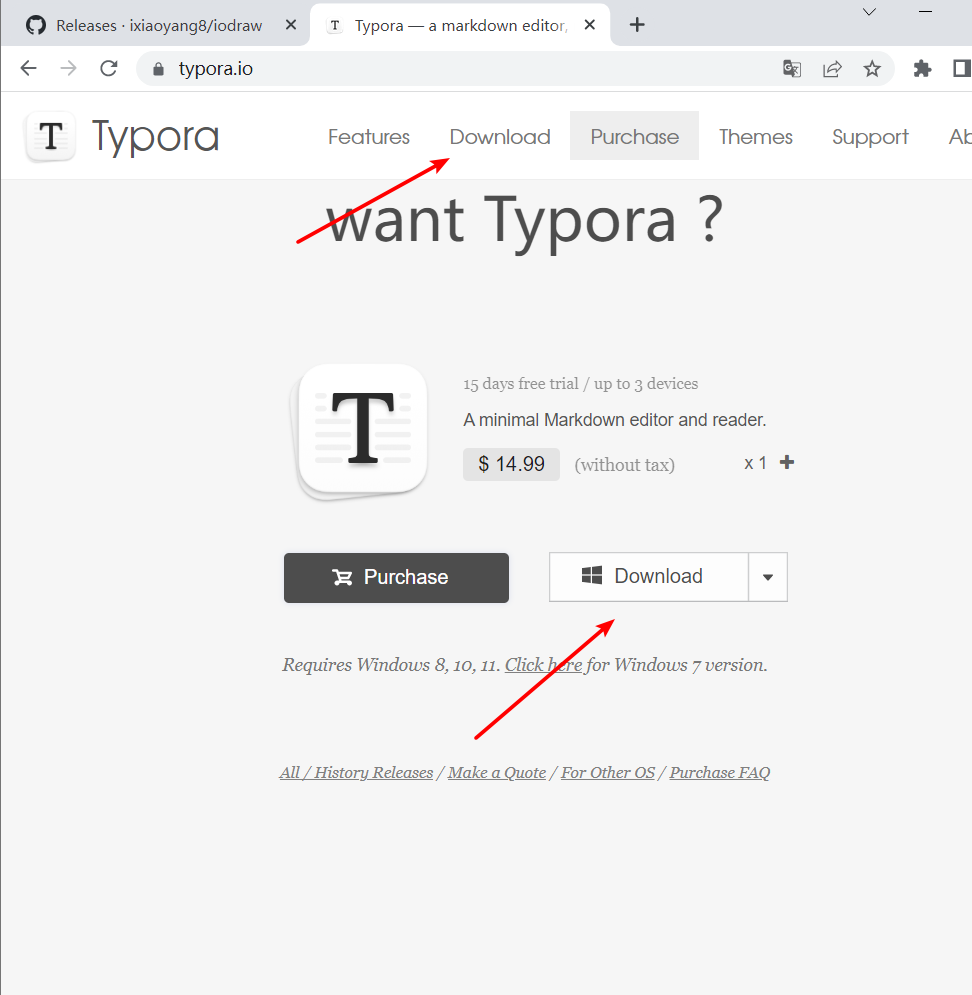 Releases · ixiaoyang8/iodraw
Typora — a markdown editor,
typora.io
T Typora Features Download Purchase Themes Support Ab
want Typora ?
T
15 days free trial / up to 3 devices
A minimal Markdown editor and reader.
$ 14.99 (without tax) x 1
Purchase Download
Requires Windows 8, 10, 11. Click here for Windows 7 version.
All / History Releases / Make a Quote / For Other OS / Purchase FAQ